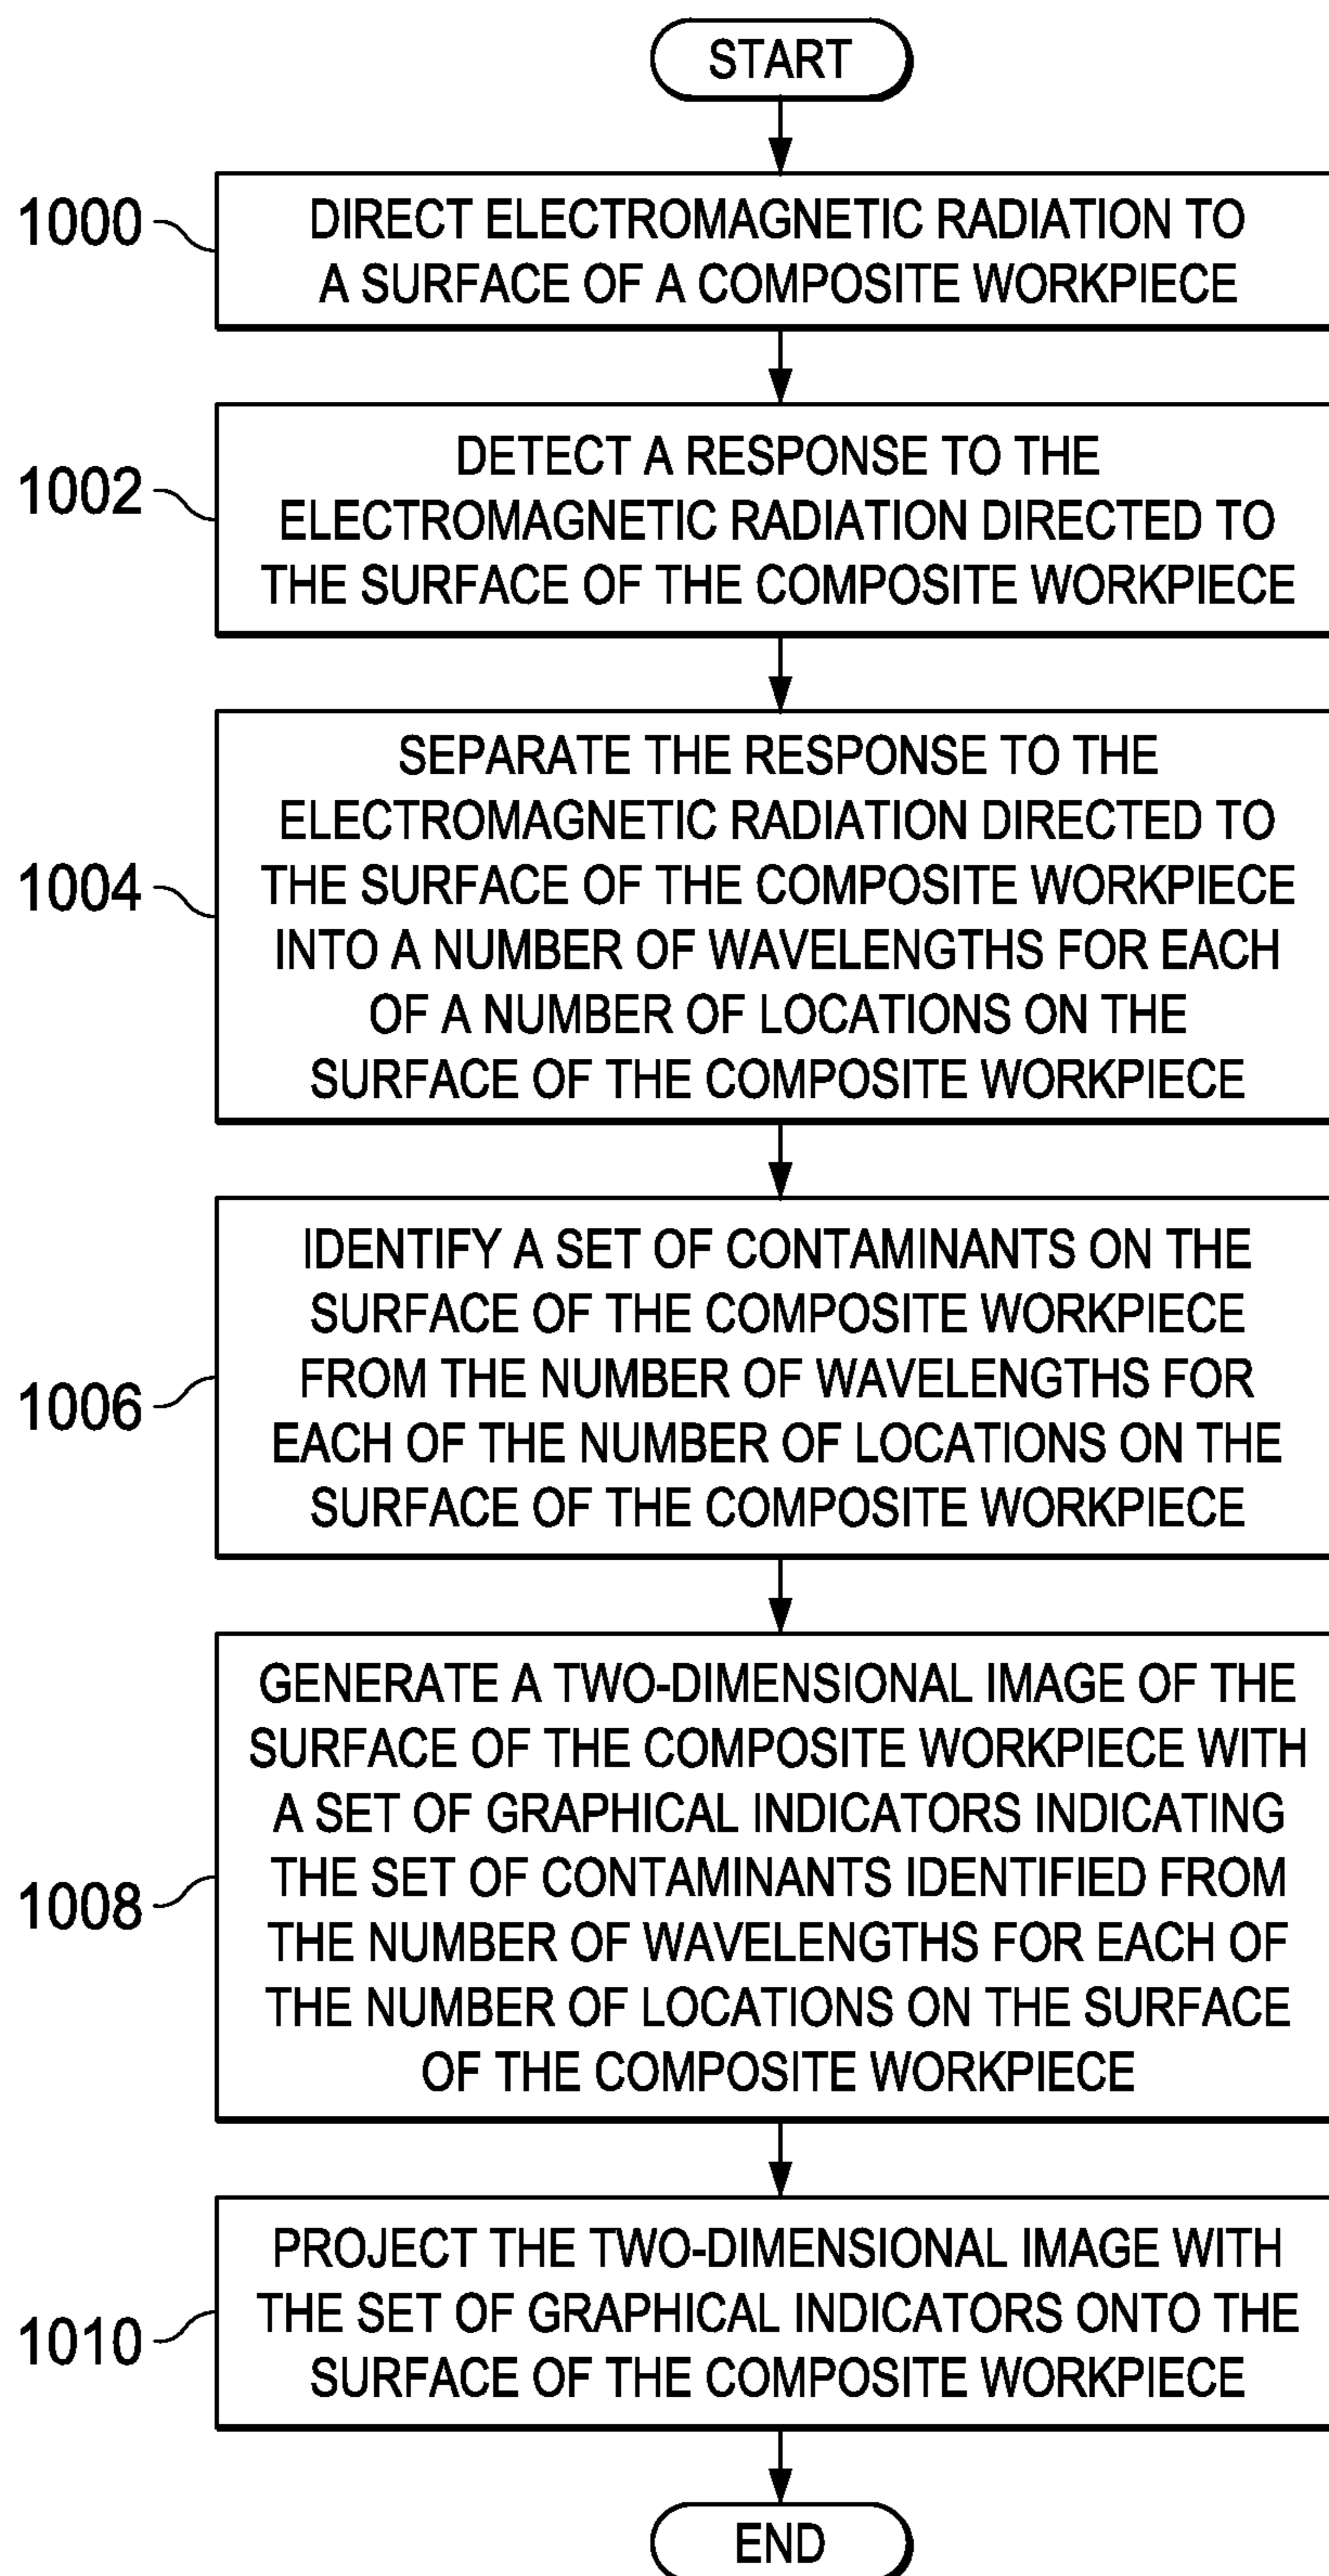 START
1000
DIRECT ELECTROMAGNETIC RADIATION TO
A SURFACE OF A COMPOSITE WORKPIECE
1002
DETECT A RESPONSE TO THE
ELECTROMAGNETIC RADIATION DIRECTED TO
THE SURFACE OF THE COMPOSITE WORKPIECE
1004
SEPARATE THE RESPONSE TO THE
ELECTROMAGNETIC RADIATION DIRECTED TO
THE SURFACE OF THE COMPOSITE WORKPIECE
INTO A NUMBER OF WAVELENGTHS FOR EACH
OF A NUMBER OF LOCATIONS ON THE
SURFACE OF THE COMPOSITE WORKPIECE
1006
IDENTIFY A SET OF CONTAMINANTS ON THE
SURFACE OF THE COMPOSITE WORKPIECE
FROM THE NUMBER OF WAVELENGTHS FOR
EACH OF THE NUMBER OF LOCATIONS ON THE
SURFACE OF THE COMPOSITE WORKPIECE
1008
GENERATE A TWO-DIMENSIONAL IMAGE OF THE
SURFACE OF THE COMPOSITE WORKPIECE WITH
A SET OF GRAPHICAL INDICATORS INDICATING
THE SET OF CONTAMINANTS IDENTIFIED FROM
THE NUMBER OF WAVELENGTHS FOR EACH OF
THE NUMBER OF LOCATIONS ON THE SURFACE
OF THE COMPOSITE WORKPIECE
1010
PROJECT THE TWO-DIMENSIONAL IMAGE WITH
THE SET OF GRAPHICAL INDICATORS ONTO THE
SURFACE OF THE COMPOSITE WORKPIECE
END